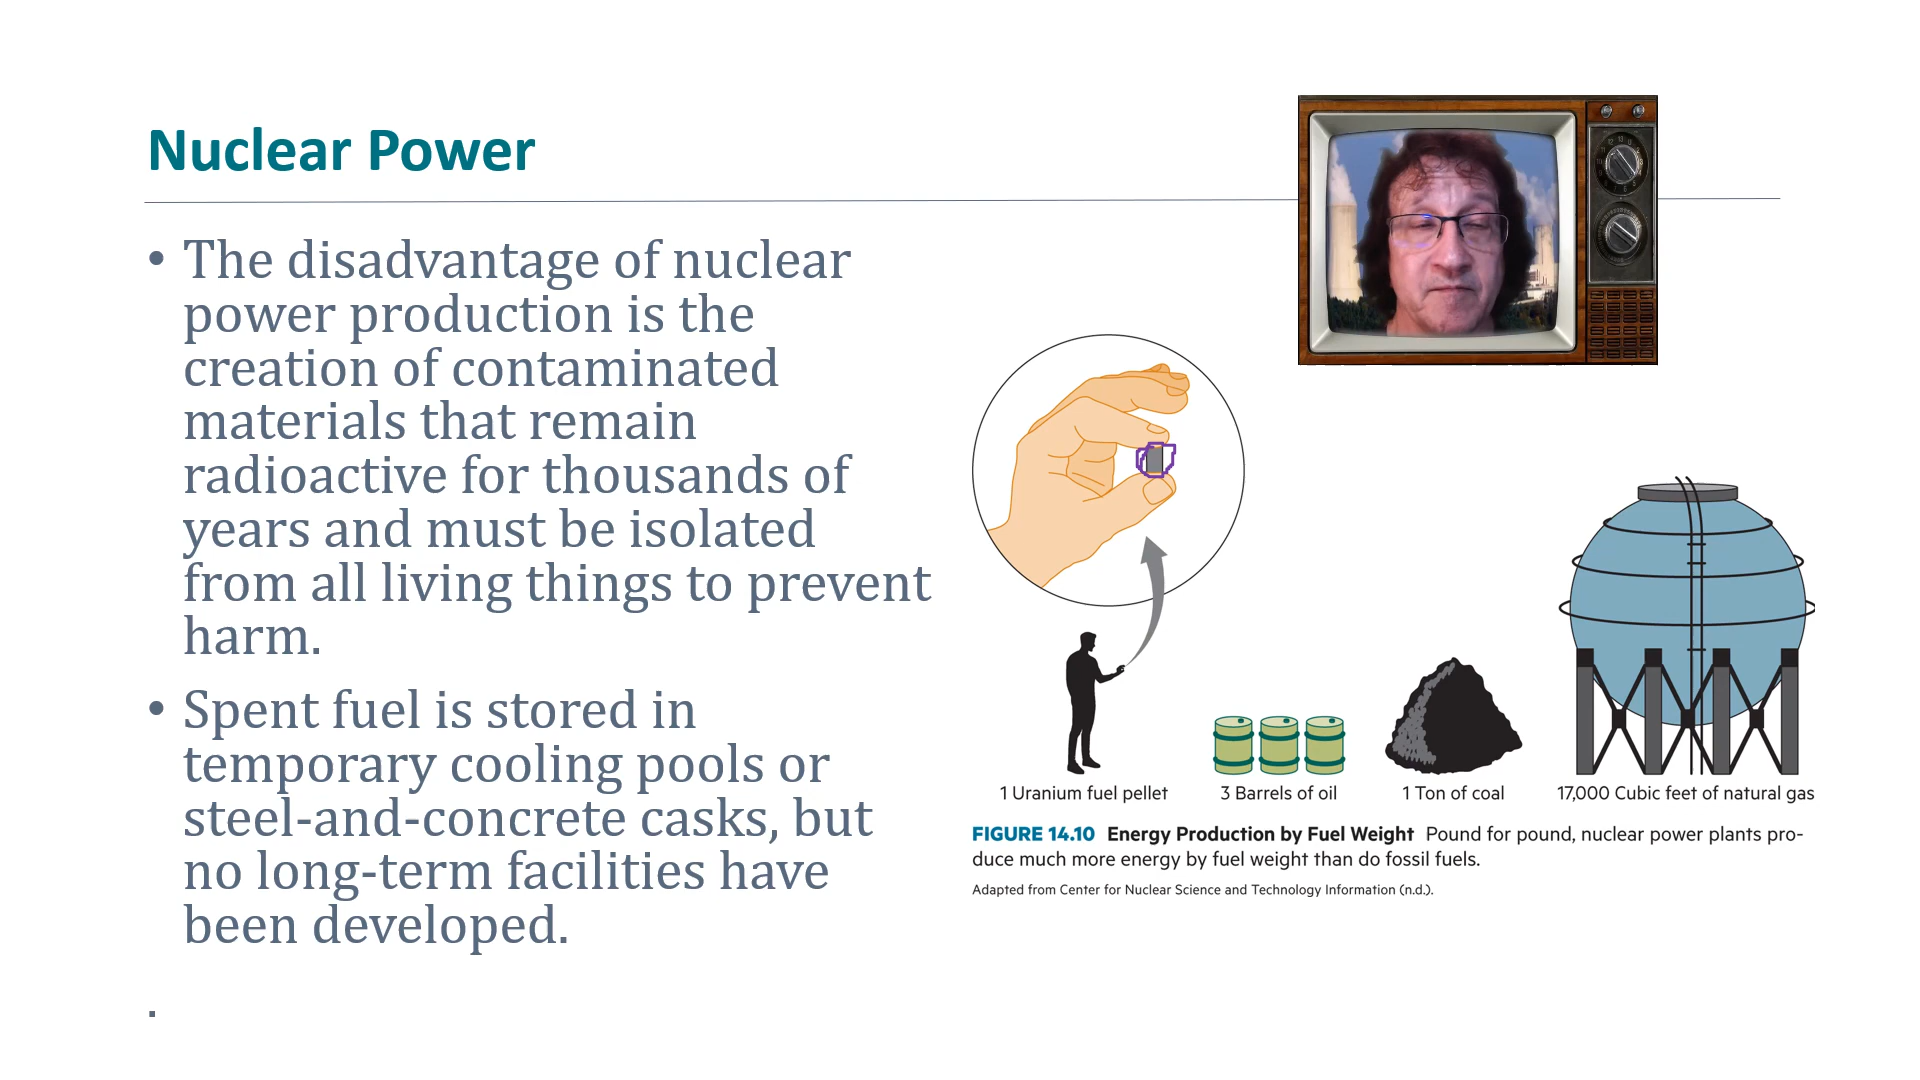 Nuclear Power
• The disadvantage of nuclear
power production is the
creation of contaminated
materials that remain
radioactive for thousands of
years and must be isolated
from all living things to prevent
harm.
• Spent fuel is stored in
temporary cooling pools or
steel-and-concrete casks, but
no long-term facilities have
been developed.
.
1 Uranium fuel pellet
3 Barrels of oil
1 Ton of coal
17,000 Cubic feet of natural gas
FIGURE 14.10 Energy Production by Fuel Weight Pound for pound, nuclear power plants pro-
duce much more energy by fuel weight than do fossil fuels.
Adapted from Center for Nuclear Science and Technology Information (n.d.).